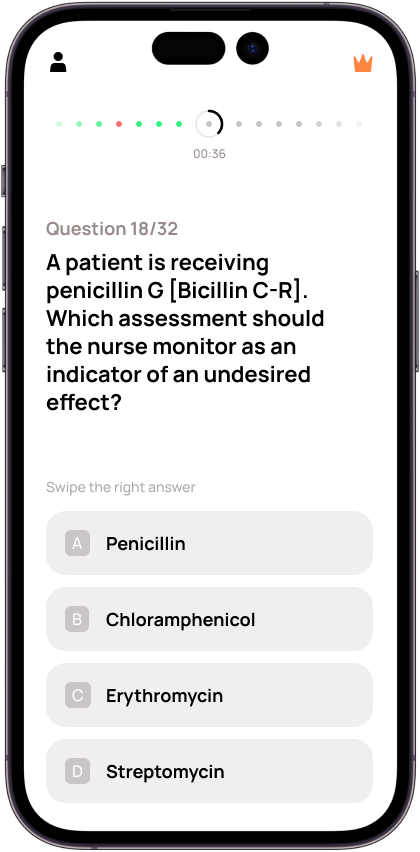 00:36
Question 18/32
A patient is receiving
penicillin G [Bicillin C-R].
Which assessment should
the nurse monitor as an
indicator of an undesired
effect?
Swipe the right answer
A Penicillin
B Chloramphenicol
C Erythromycin
D Streptomycin